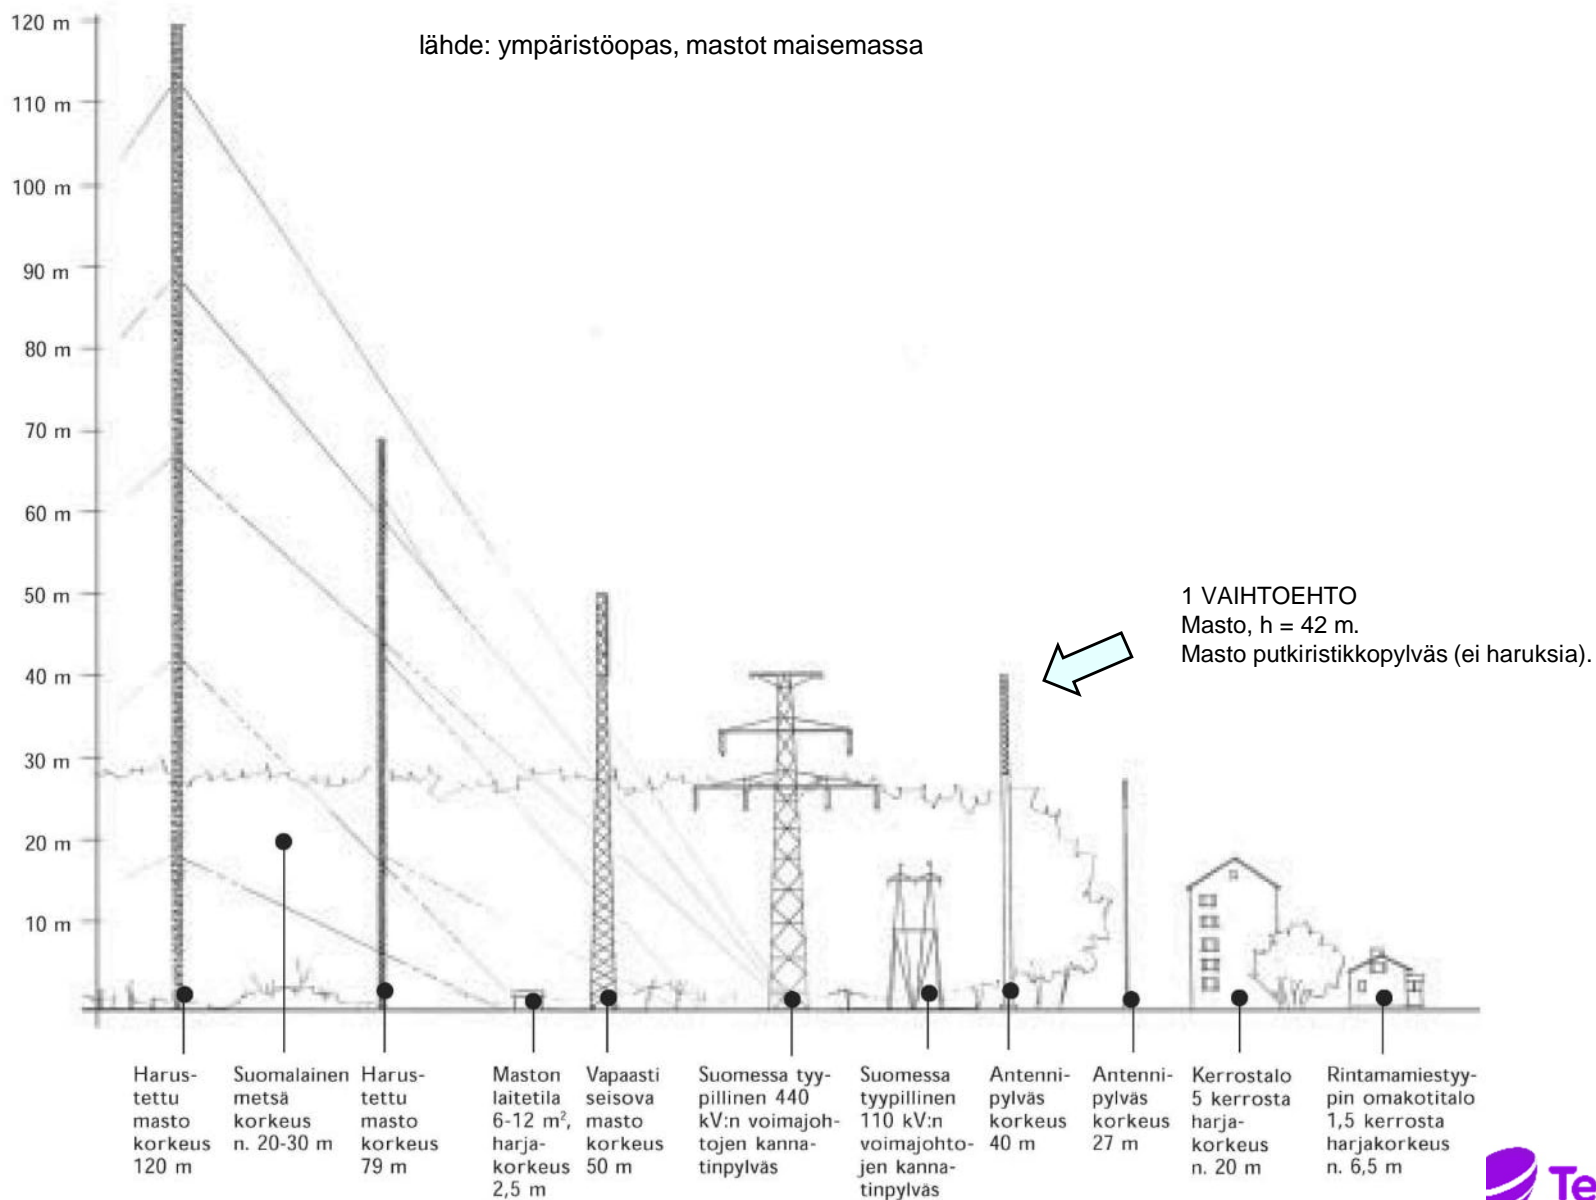 lähde: ympäristöopas, mastot maisemassa
120 m
110 m
100 m
90 m
80 m
70 m
60 m
50 m
40 m
30 m
20 m
10 m
1 VAIHTOEHTO
Masto, h = 42 m.
Masto putkiristikkopylväs (ei haruksia).
Harus-
tettu
masto
korkeus
120 m
Suomalainen
metsä
korkeus
n. 20-30 m
Harus-
tettu
masto
korkeus
79 m
Maston
laitetila
6-12 m²,
harja-
korkeus
2,5 m
Vapaasti
seisova
masto
korkeus
50 m
Suomessa tyy-
pillinen 440
kV:n voimajoh-
tojen kanna-
tinpylväs
Suomessa
tyypillinen
110 kV:n
voimajohto-
jen kanna-
tinpylväs
Antenni-
pylväs
korkeus
40 m
Antenni-
pylväs
korkeus
27 m
Kerrostalo
5 kerrosta
harja-
korkeus
n. 20 m
Rintamamiestyy-
pin omakotitalo
1,5 kerrosta
harjakorkeus
n. 6,5 m
Te